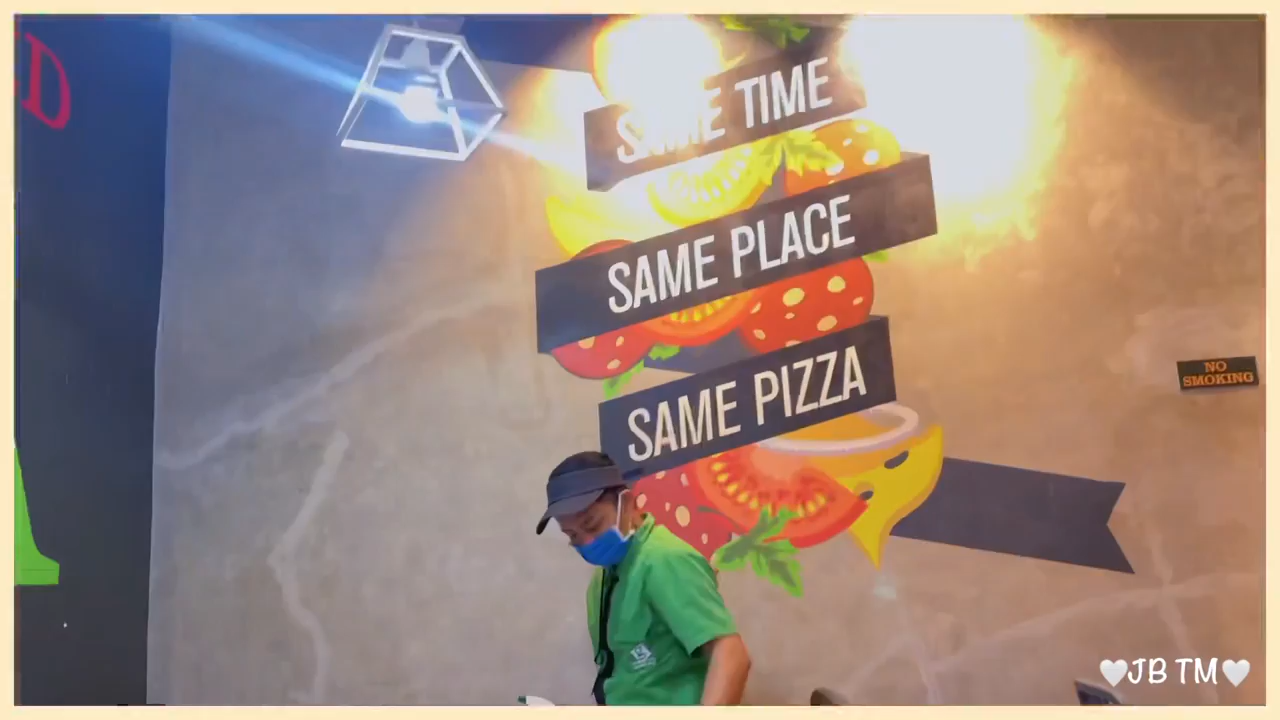 SAME TIME
SAME PLACE
SAME PIZZA
NO
SMOKING
🤍JB TM🤍